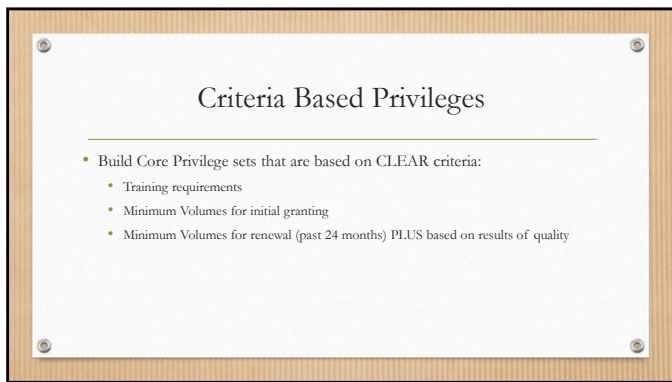 Criteria Based Privileges
• Build Core Privilege sets that are based on CLEAR criteria:
• Training requirements
• Minimum Volumes for initial granting
• Minimum Volumes for renewal (past 24 months) PLUS based on results of quality